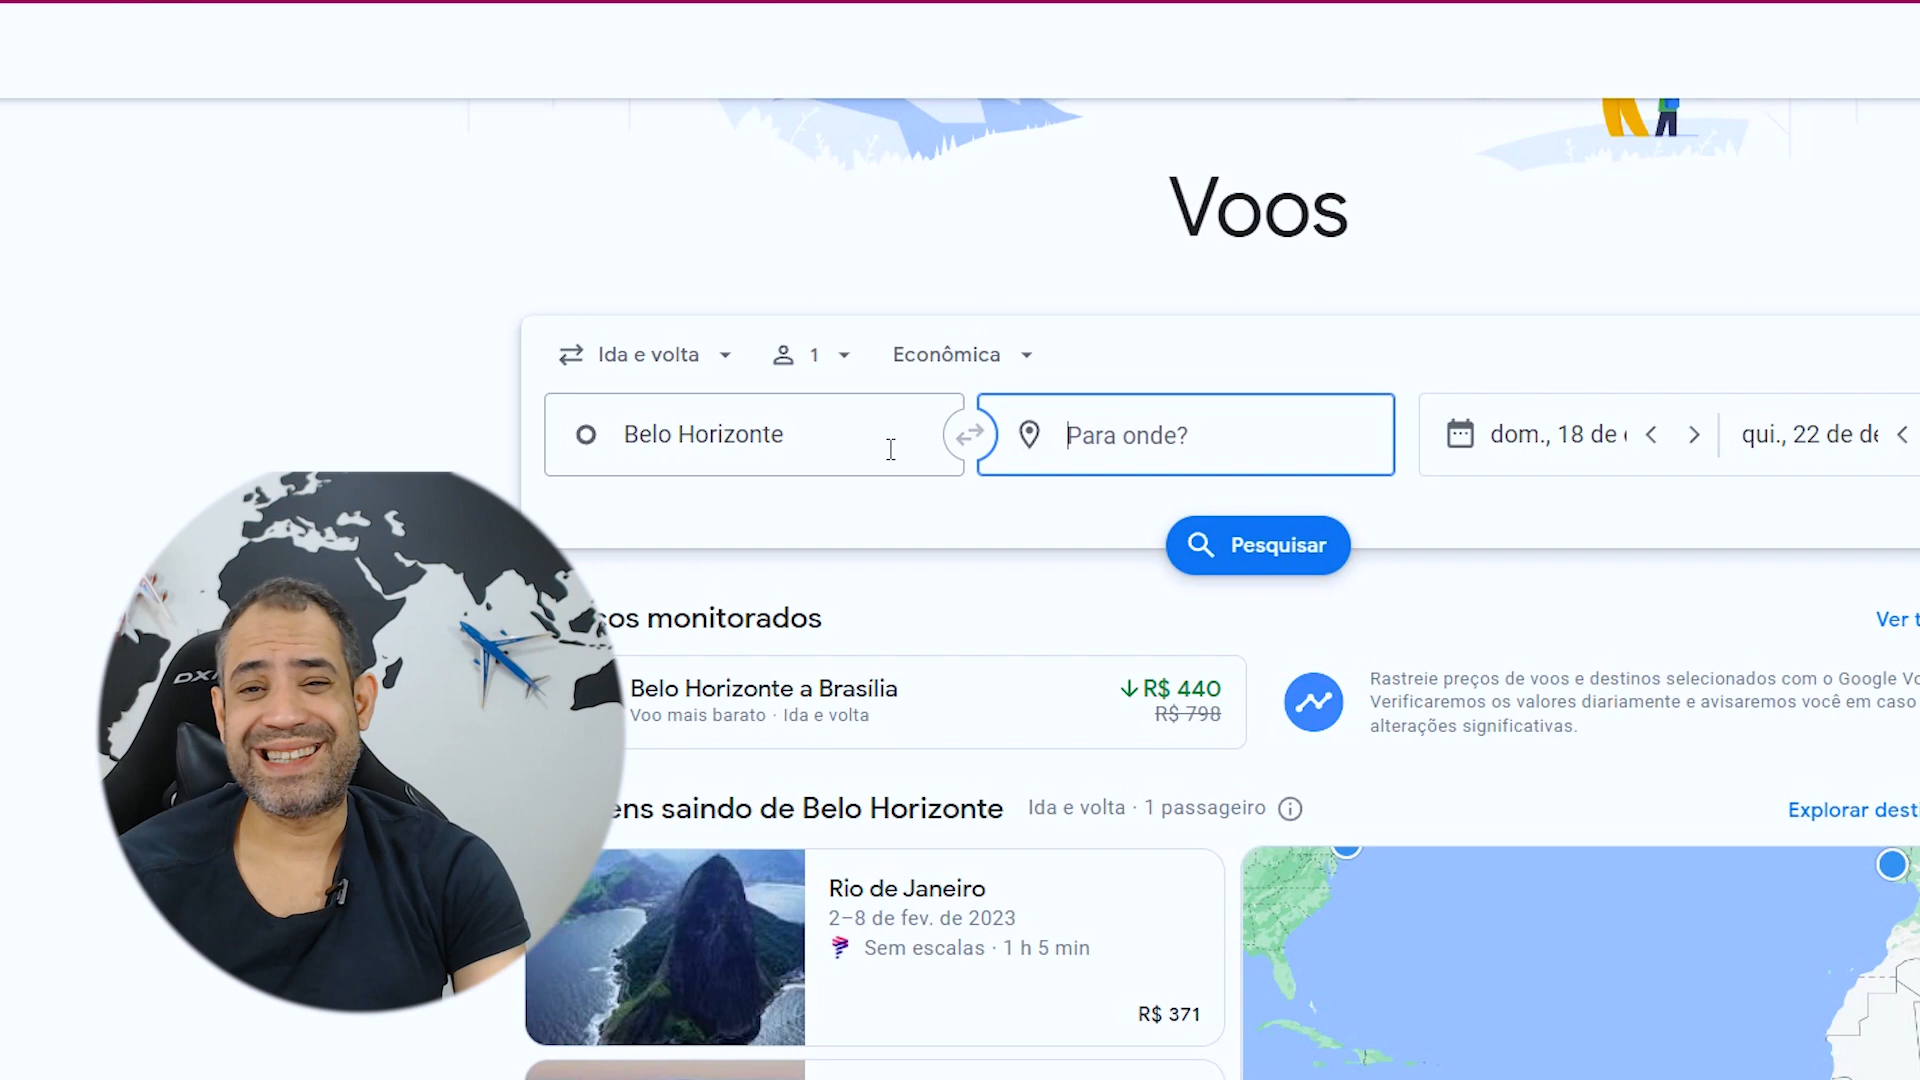 Voos
Ida e volta 1 Econômica
Belo Horizonte Para onde? dom., 18 de qui., 22 de de
Pesquisar
os monitorados Ver t
Belo Horizonte a Brasília R$ 440
Voo mais barato · Ida e volta R$ 798
Rastreie preços de voos e destinos selecionados com o Google Vo
Verificaremos os valores diariamente e avisaremos você em caso
alterações significativas.
ens saindo de Belo Horizonte Ida e volta · 1 passageiro Explorar desti
Rio de Janeiro
2–8 de fev. de 2023
Sem escalas · 1 h 5 min
R$ 371
DX